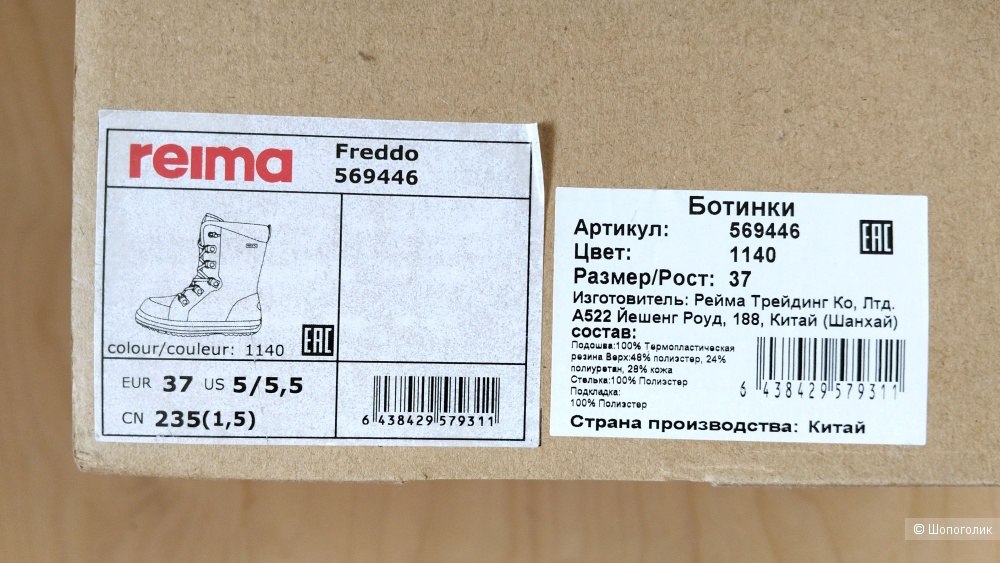 reima
Freddo
569446
colour/couleur: 1140
EAC
EUR 37 US 5/5,5
CN 235(1,5)
6 438429 579311
Ботинки
Артикул: 569446
EAC
Цвет: 1140
Размер/Рост: 37
Изготовитель: Рейма Трейдинг Ко, Лтд.
А522 Йешенг Роуд, 188, Китай (Шанхай)
состав:
Подошва:100% Термопластическая
резина Верх:48% полиэстер, 24%
полиуретан, 28% кожа
Стелька:100% Полиэстер
Подкладка:
100% Полиэстер
6 438429 579311
Страна производства: Китай
© Шопоголик